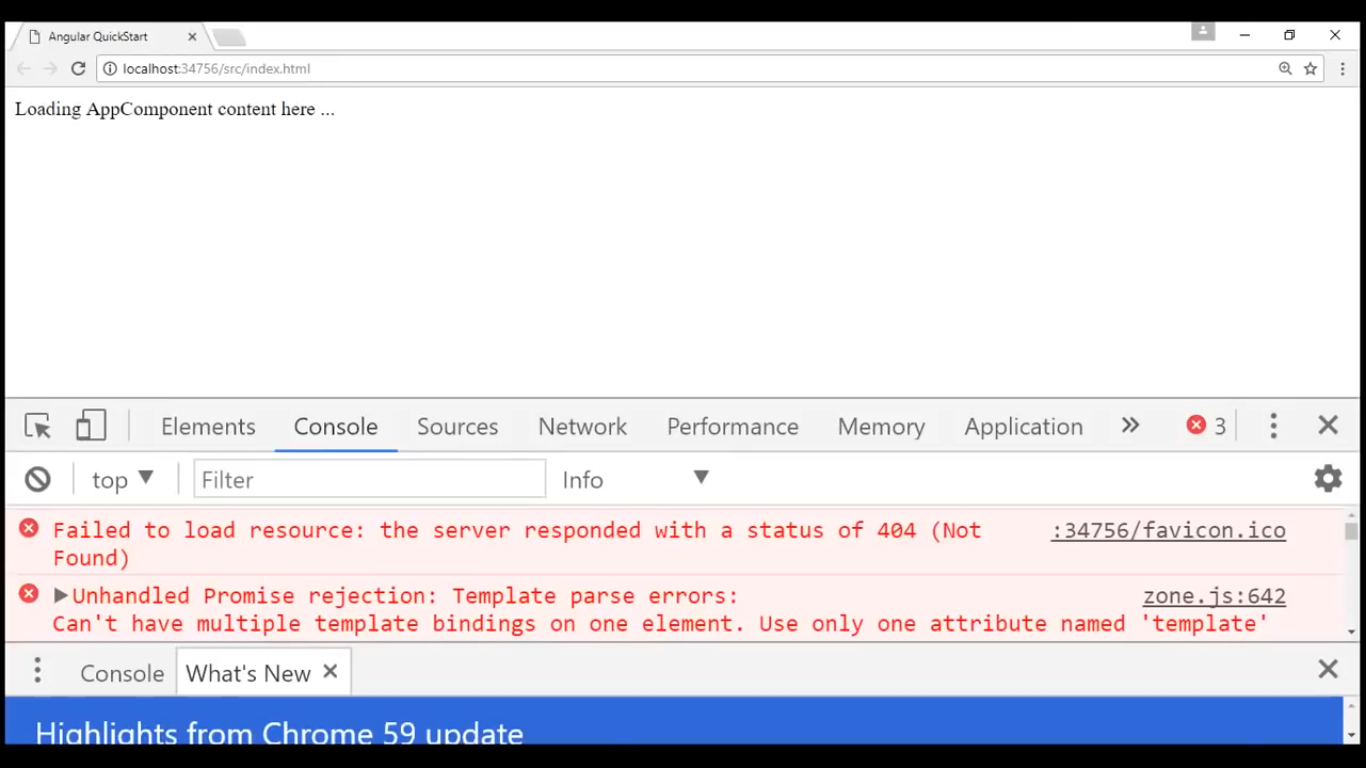 Angular QuickStart
localhost:34756/src/index.html
Loading AppComponent content here ...
Elements Console Sources Network Performance Memory Application 3
top Filter Info
Failed to load resource: the server responded with a status of 404 (Not :34756/favicon.ico
Found)
Unhandled Promise rejection: Template parse errors: zone.js:642
Can't have multiple template bindings on one element. Use only one attribute named 'template'
Console What's New
Highlights from Chrome 59 update